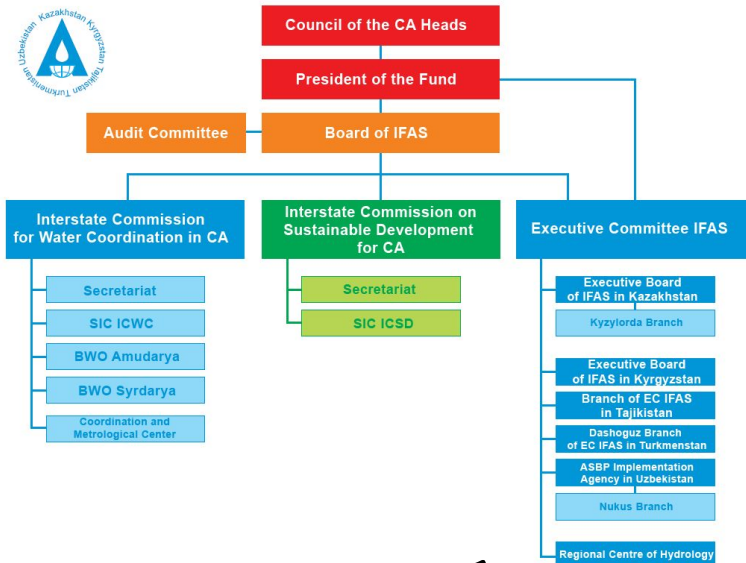 Uzbekistan Kazakhstan Kyrgyzstan Tajikistan Turkmenistan
Council of the CA Heads
President of the Fund
Audit Committee
Board of IFAS
Interstate Commission
for Water Coordination in CA
Interstate Commission on
Sustainable Development
for CA
Executive Committee IFAS
Secretariat
SIC ICWC
BWO Amudarya
BWO Syrdarya
Coordination and
Metrological Center
Secretariat
SIC ICSD
Executive Board
of IFAS in Kazakhstan
Kyzylorda Branch
Executive Board
of IFAS in Kyrgyzstan
Branch of EC IFAS
in Tajikistan
Dashoguz Branch
of EC IFAS in Turkmenstan
ASBP Implementation
Agency in Uzbekistan
Nukus Branch
Regional Centre of Hydrology